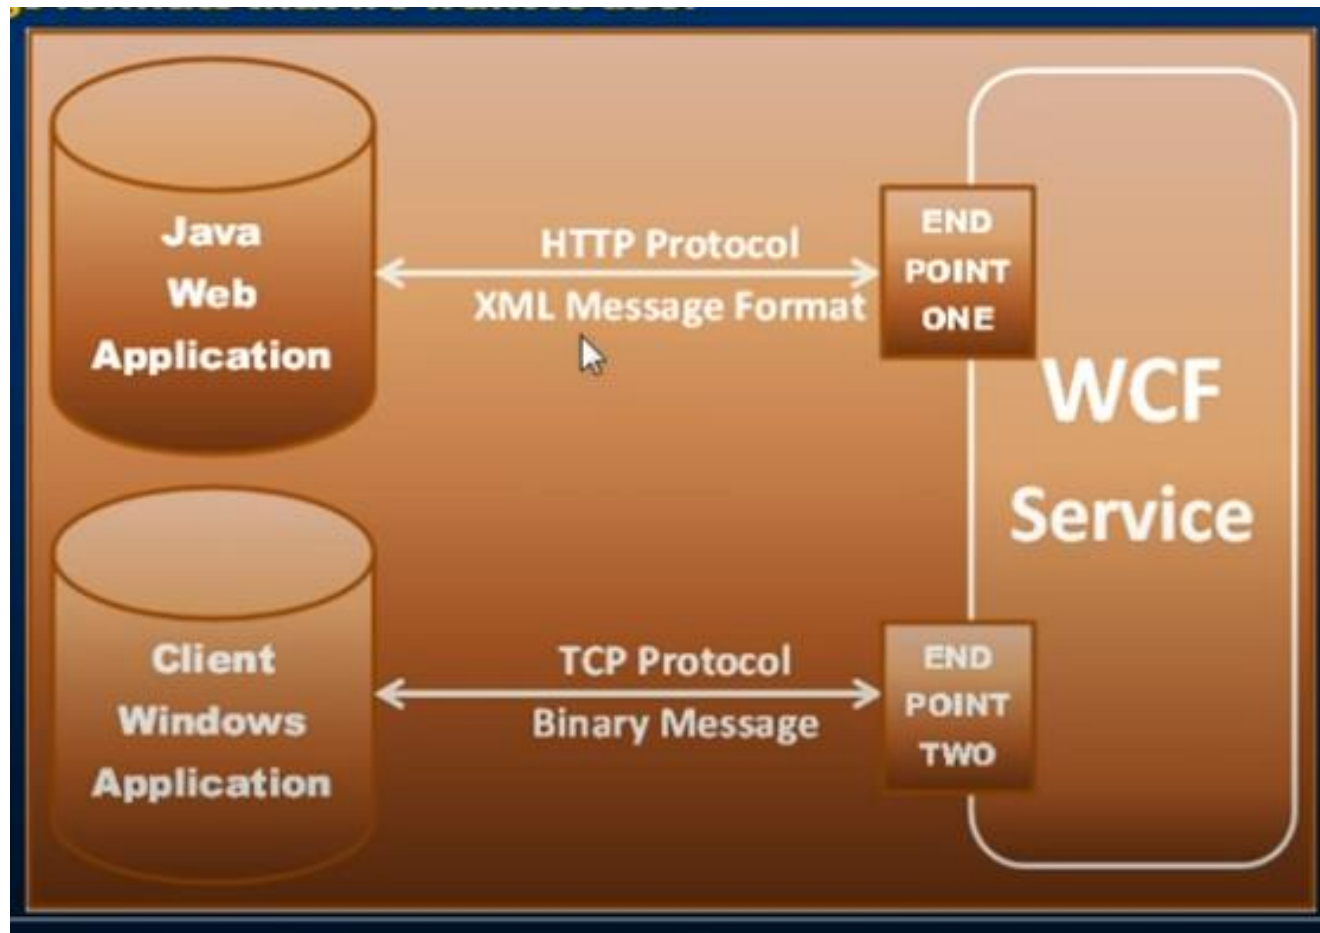 Java
Web
Application
HTTP Protocol
XML Message Format
END
POINT
ONE
WCF
Service
Client
Windows
Application
TCP Protocol
Binary Message
END
POINT
TWO